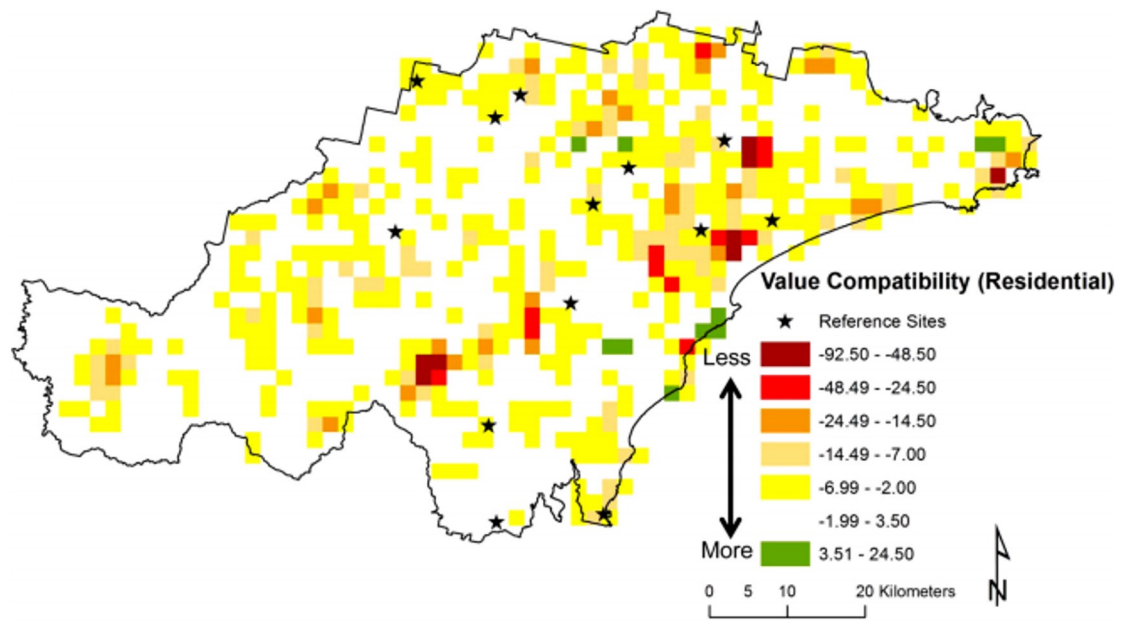 Value Compatibility (Residential)
Reference Sites
Less
-92.50 - -48.50
-48.49 - -24.50
-24.49 - -14.50
-14.49 - -7.00
-6.99 - -2.00
-1.99 - 3.50
More
3.51 - 24.50
0 5 10 20 Kilometers
N